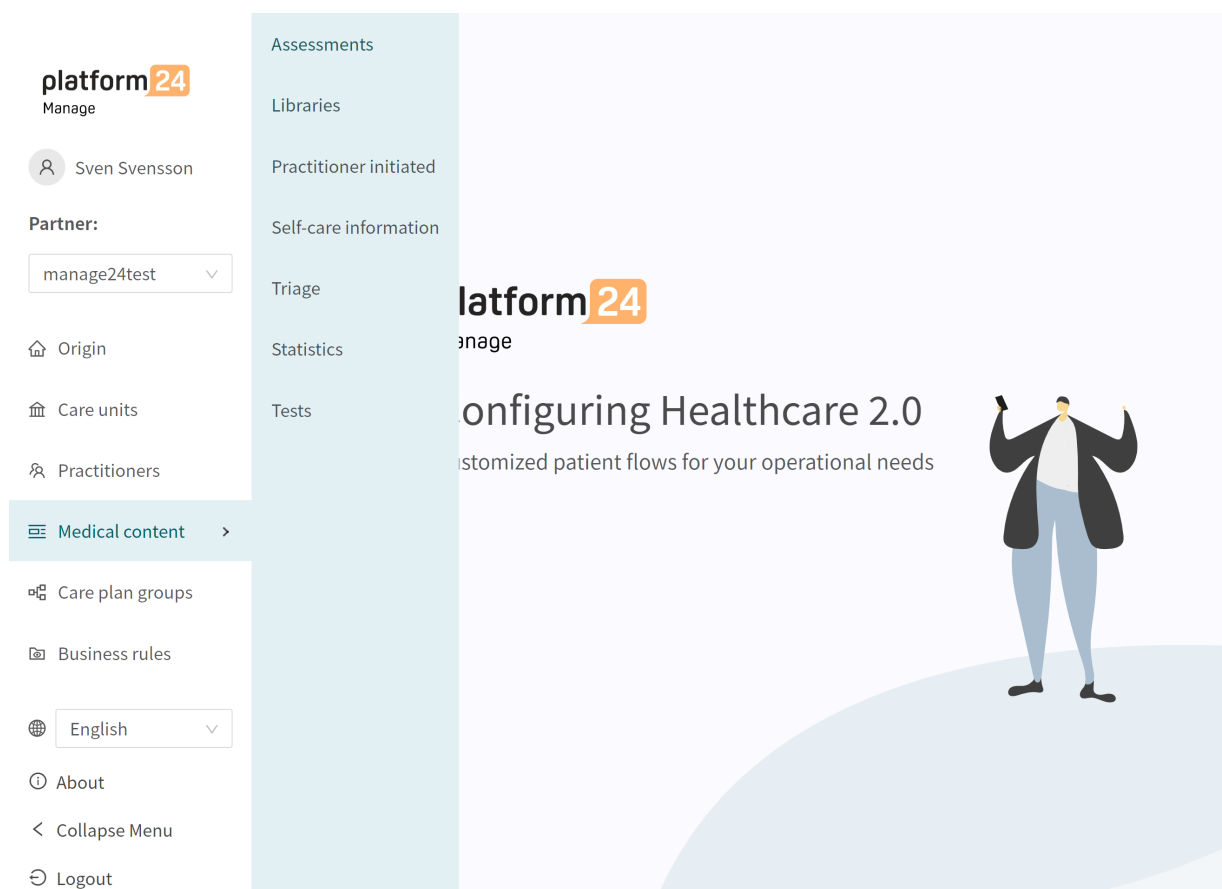 platform24
Manage
Sven Svensson
Partner:
manage24test
Origin
Care units
Practitioners
Medical content
Care plan groups
Business rules
English
About
Collapse Menu
Logout
Assessments
Libraries
Practitioner initiated
Self-care information
Triage
Statistics
Tests
latform24
anage
onfiguring Healthcare 2.0
stomized patient flows for your operational needs